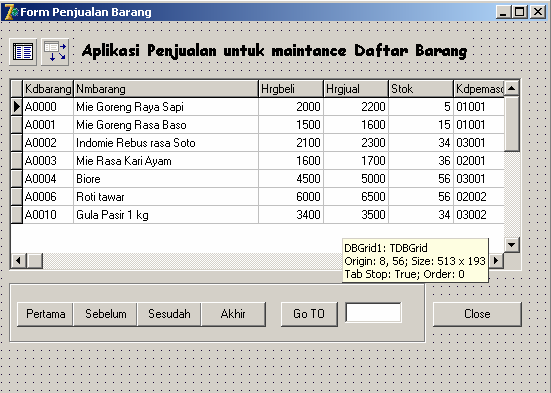 Form Penjualan Barang
Aplikasi Penjualan untuk maintance Daftar Barang
Kdbarang Nmbarang Hrgbeli Hrgjual Stok Kdpemaso
A0000 Mie Goreng Raya Sapi 2000 2200 5 01001
A0001 Mie Goreng Rasa Baso 1500 1600 15 01001
A0002 Indomie Rebus rasa Soto 2100 2300 34 03001
A0003 Mie Rasa Kari Ayam 1600 1700 36 02001
A0004 Biore 4500 5000 56 03001
A0006 Roti tawar 6000 6500 56 02002
A0010 Gula Pasir 1 kg 3400 3500 34 03002
DBGrid1: TDBGrid
Origin: 8, 56; Size: 513 x 193
Tab Stop: True; Order: 0
Pertama Sebelum Sesudah Akhir Go TO Close